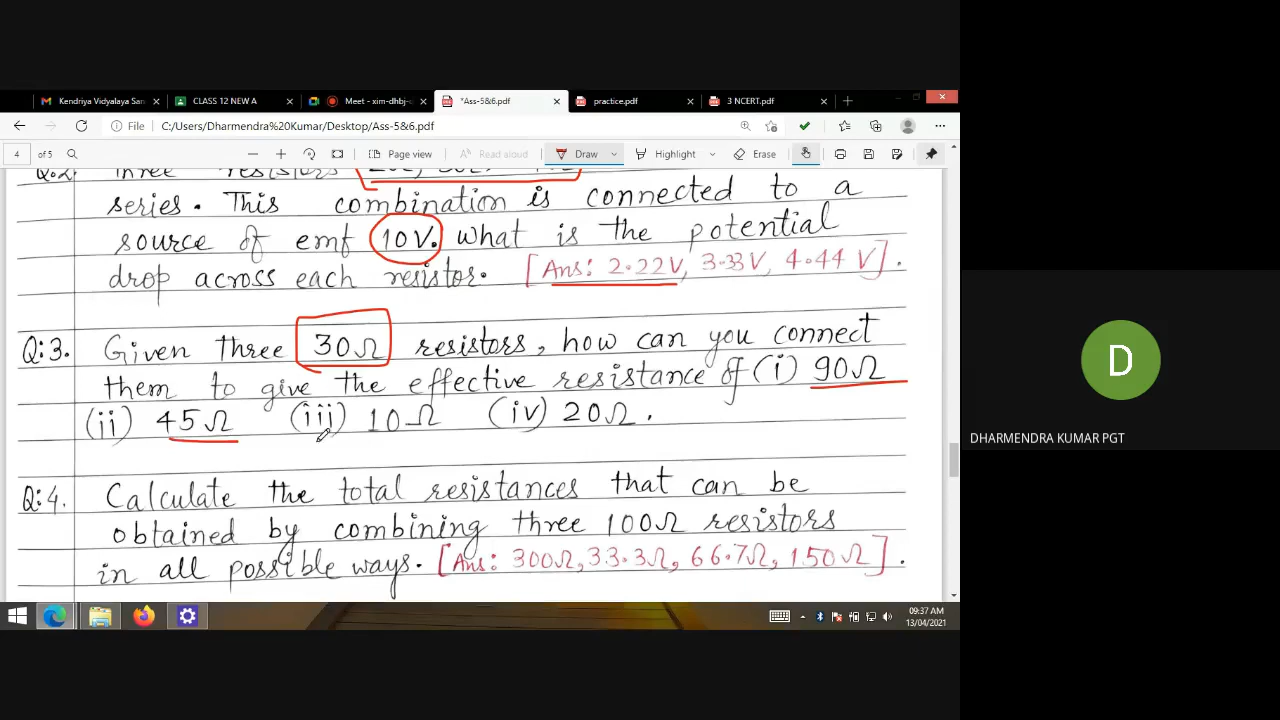 Kendriya Vidyalaya San
CLASS 12 NEW A
Meet - xim-dhbj-
*Ass-5&6.pdf
practice.pdf
3 NCERT.pdf
File C:/Users/Dharmendra%20Kumar/Desktop/Ass-5&6.pdf
4 of 5
Page view
Read aloud
Draw
Highlight
Erase
Q:2 Three resistors
series. This combination is connected to a
source of emf 10V. What is the potential
drop across each resistor. [Ans: 2.22V, 3.33V, 4.44 V].
Q:3. Given three 30Ω resistors, how can you connect
them to give the effective resistance of (i) 90Ω
(ii) 45Ω (iii) 10Ω (iv) 20Ω.
Q:4. Calculate the total resistances that can be
obtained by combining three 100Ω resistors
in all possible ways. [Ans: 300Ω, 33.3Ω, 66.7Ω, 150Ω].
09:37 AM
13/04/2021
D
DHARMENDRA KUMAR PGT